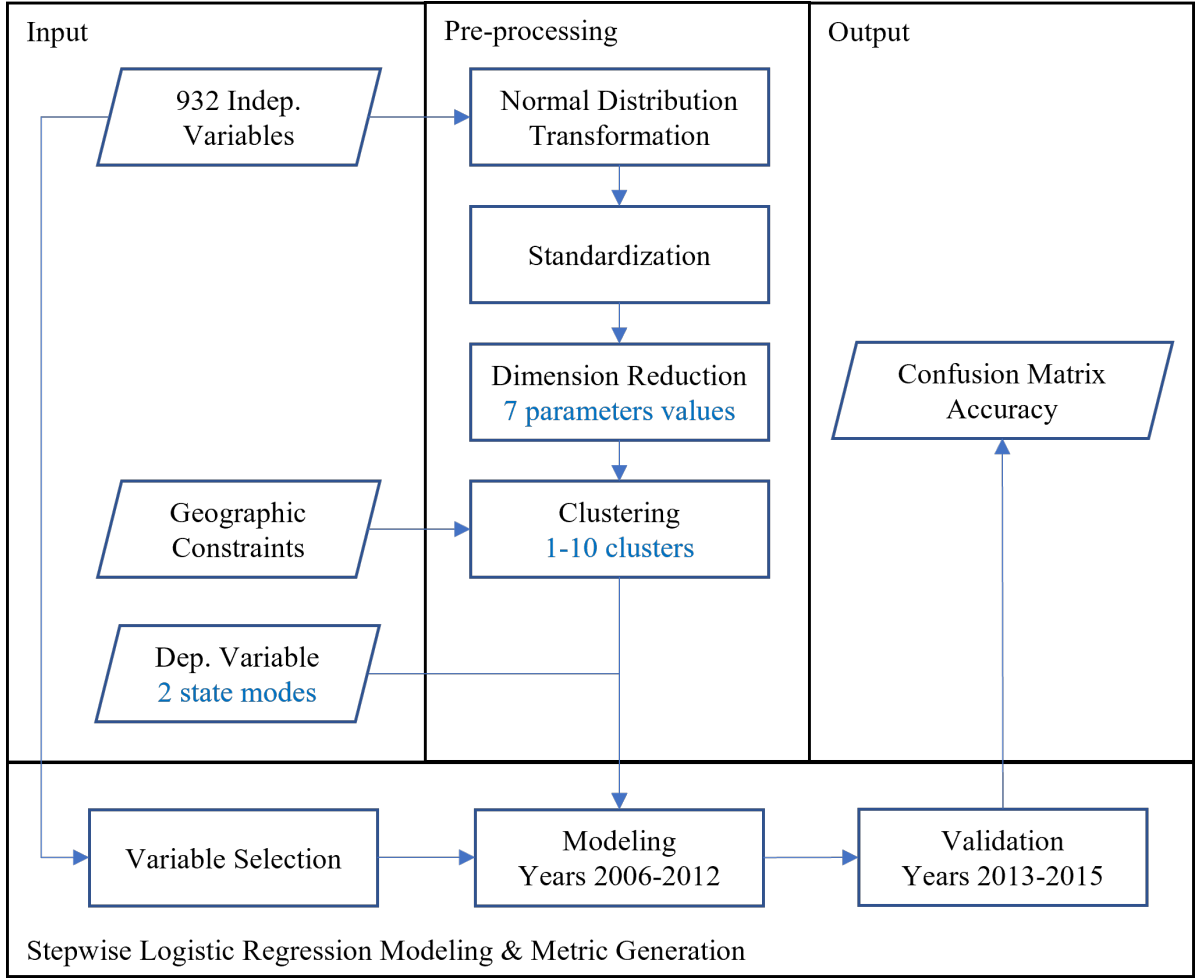 Input
Pre-processing
Output
932 Indep.
Variables
Normal Distribution
Transformation
Standardization
Dimension Reduction
7 parameters values
Confusion Matrix
Accuracy
Geographic
Constraints
Clustering
1-10 clusters
Dep. Variable
2 state modes
Variable Selection
Modeling
Years 2006-2012
Validation
Years 2013-2015
Stepwise Logistic Regression Modeling & Metric Generation